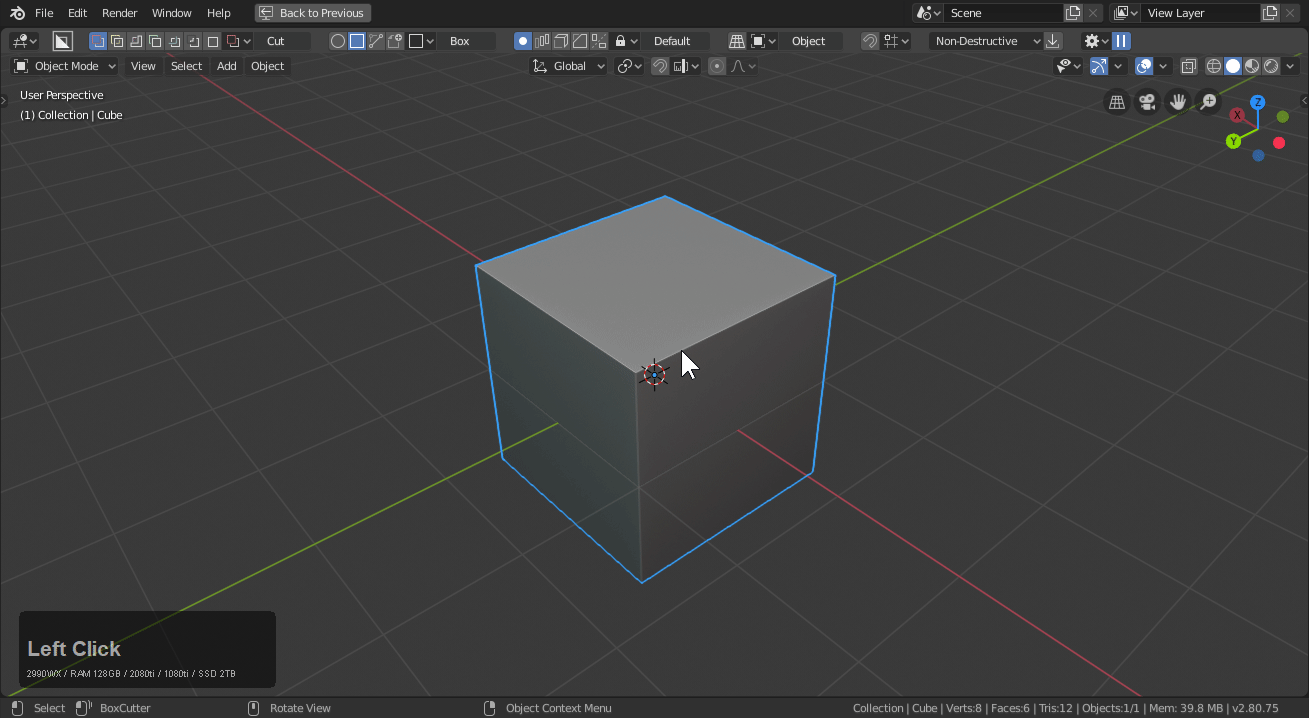 File Edit Render Window Help Back to Previous Scene View Layer
Cut Box Default Object Non-Destructive
Object Mode View Select Add Object Global
User Perspective
(1) Collection | Cube
Z
X
Y
Left Click
2990WX / RAM 128GB / 2080ti / 1080ti / SSD 2TB
Select BoxCutter Rotate View Object Context Menu Collection | Cube | Verts:8 | Faces:6 | Tris:12 | Objects:1/1 | Mem: 39.8 MB | v2.80.75